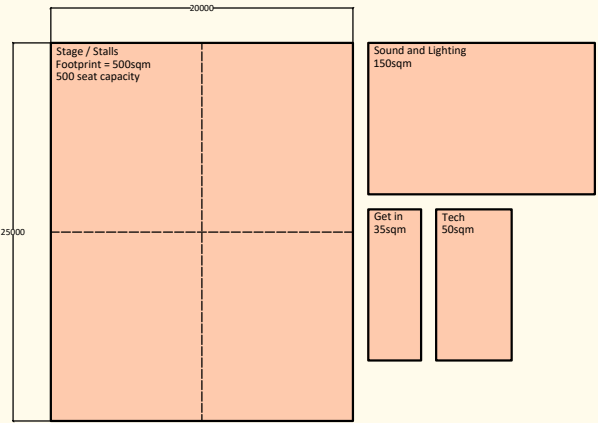 20000
Stage / Stalls
Footprint = 500sqm
500 seat capacity
Sound and Lighting
150sqm
Get in
35sqm
Tech
50sqm
25000